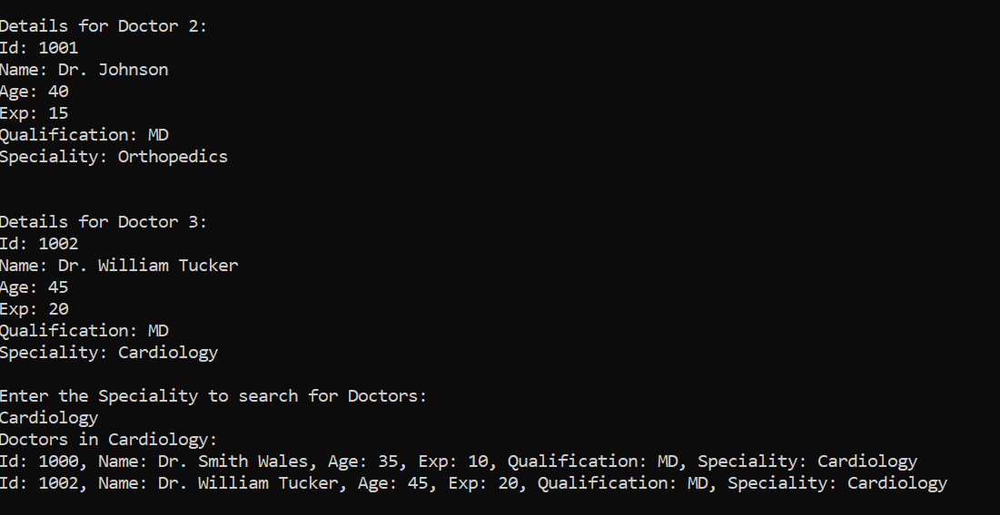 Details for Doctor 2:
Id: 1001
Name: Dr. Johnson
Age: 40
Exp: 15
Qualification: MD
Speciality: Orthopedics
Details for Doctor 3:
Id: 1002
Name: Dr. William Tucker
Age: 45
Exp: 20
Qualification: MD
Speciality: Cardiology
Enter the Speciality to search for Doctors:
Cardiology
Doctors in Cardiology:
Id: 1000, Name: Dr. Smith Wales, Age: 35, Exp: 10, Qualification: MD, Speciality: Cardiology
Id: 1002, Name: Dr. William Tucker, Age: 45, Exp: 20, Qualification: MD, Speciality: Cardiology